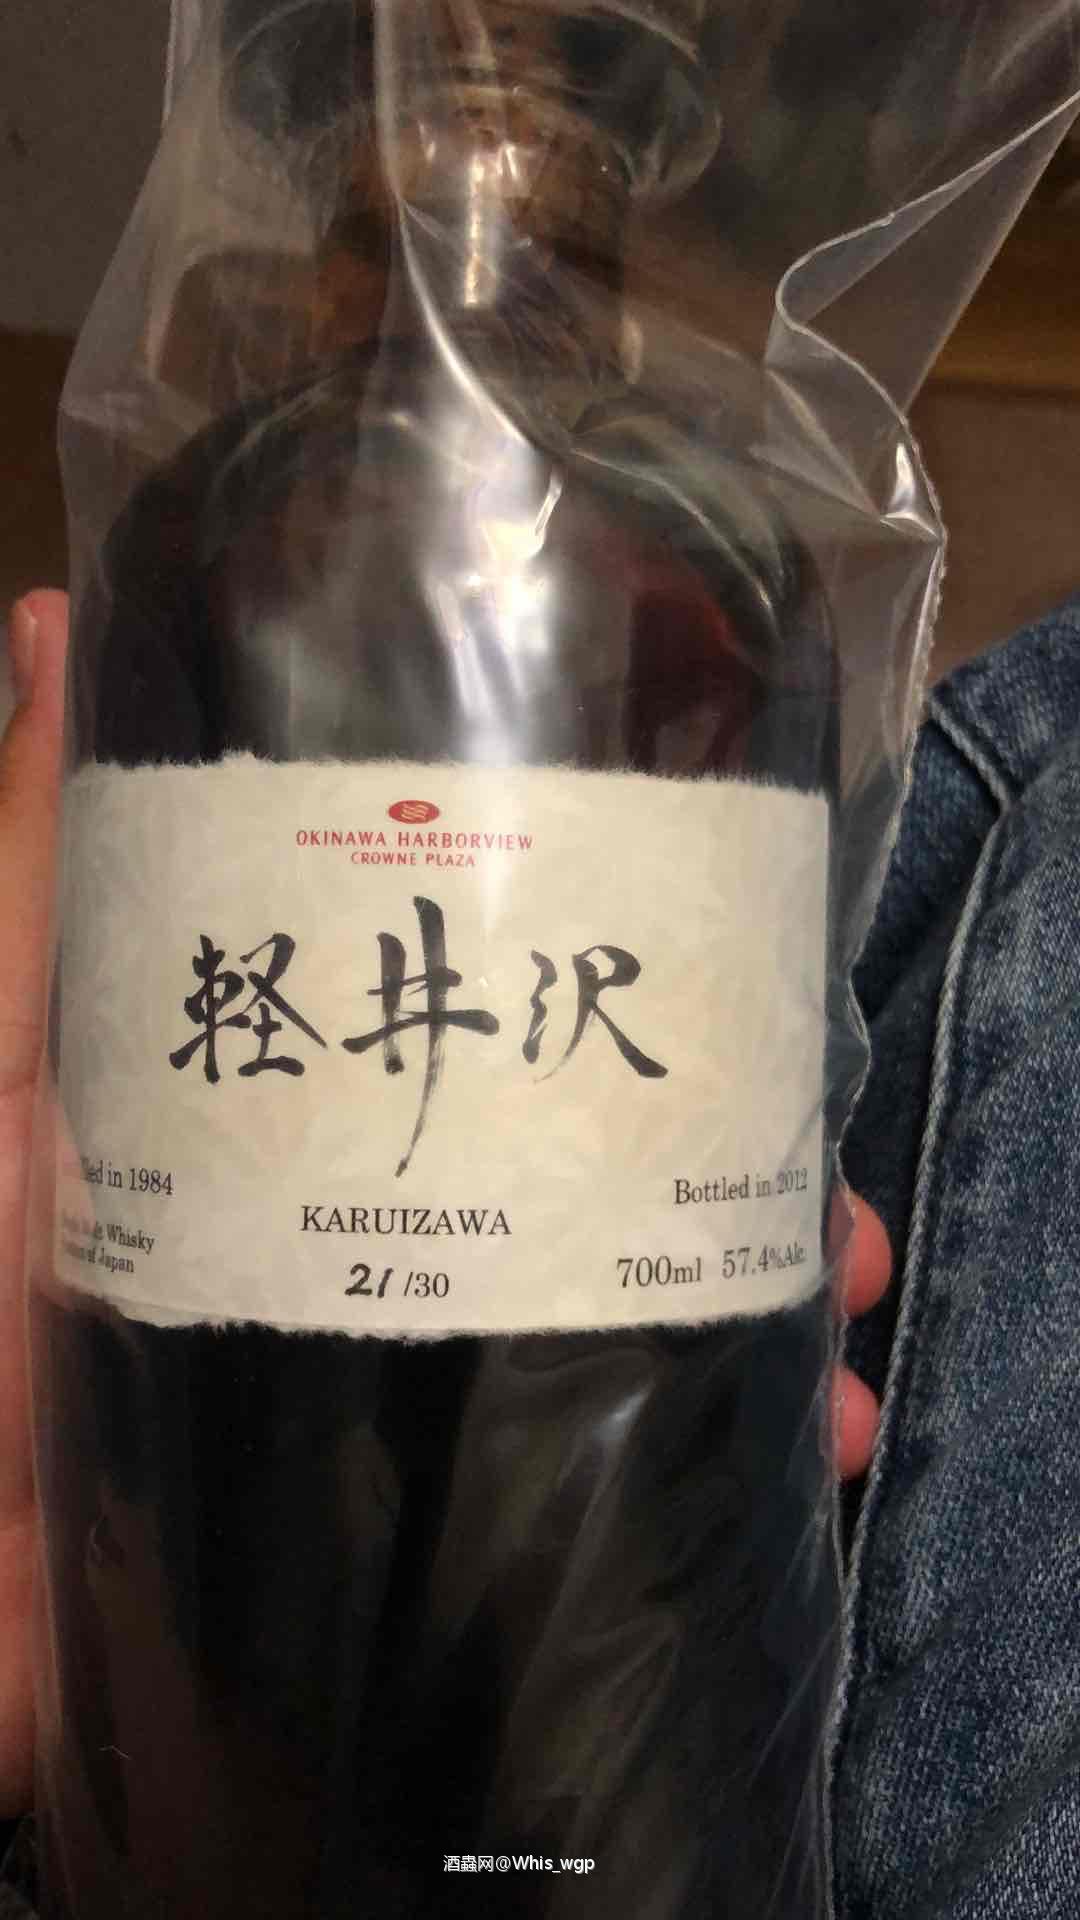 OKINAWA HARBORVIEW
CROWNE PLAZA
軽井沢
in 1984
Bottled in 2012
KARUIZAWA
Whisky
of Japan
21 /30
700ml 57.4%Alc.
酒蟲网@Whis_wgp